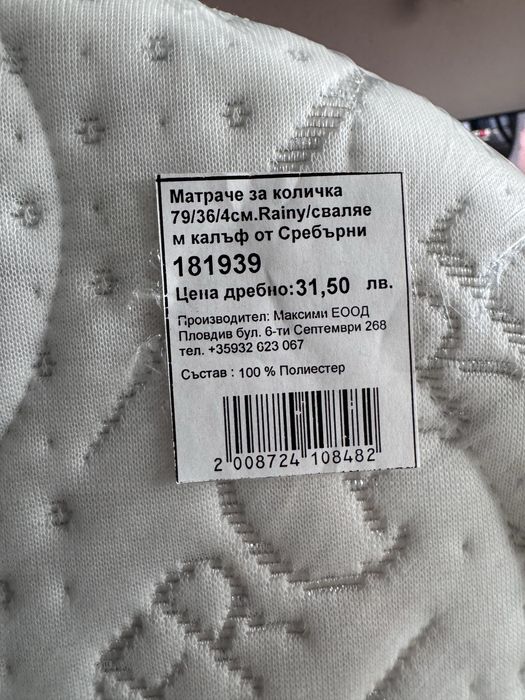 Матраче за количка
79/36/4см.Rainy/сваляе
м калъф от Сребърни
181939
Цена дребно:31,50 лв.
Производител: Максими ЕООД
Пловдив бул. 6-ти Септември 268
тел. +35932 623 067
Състав : 100 % Полиестер
2 008724 108482